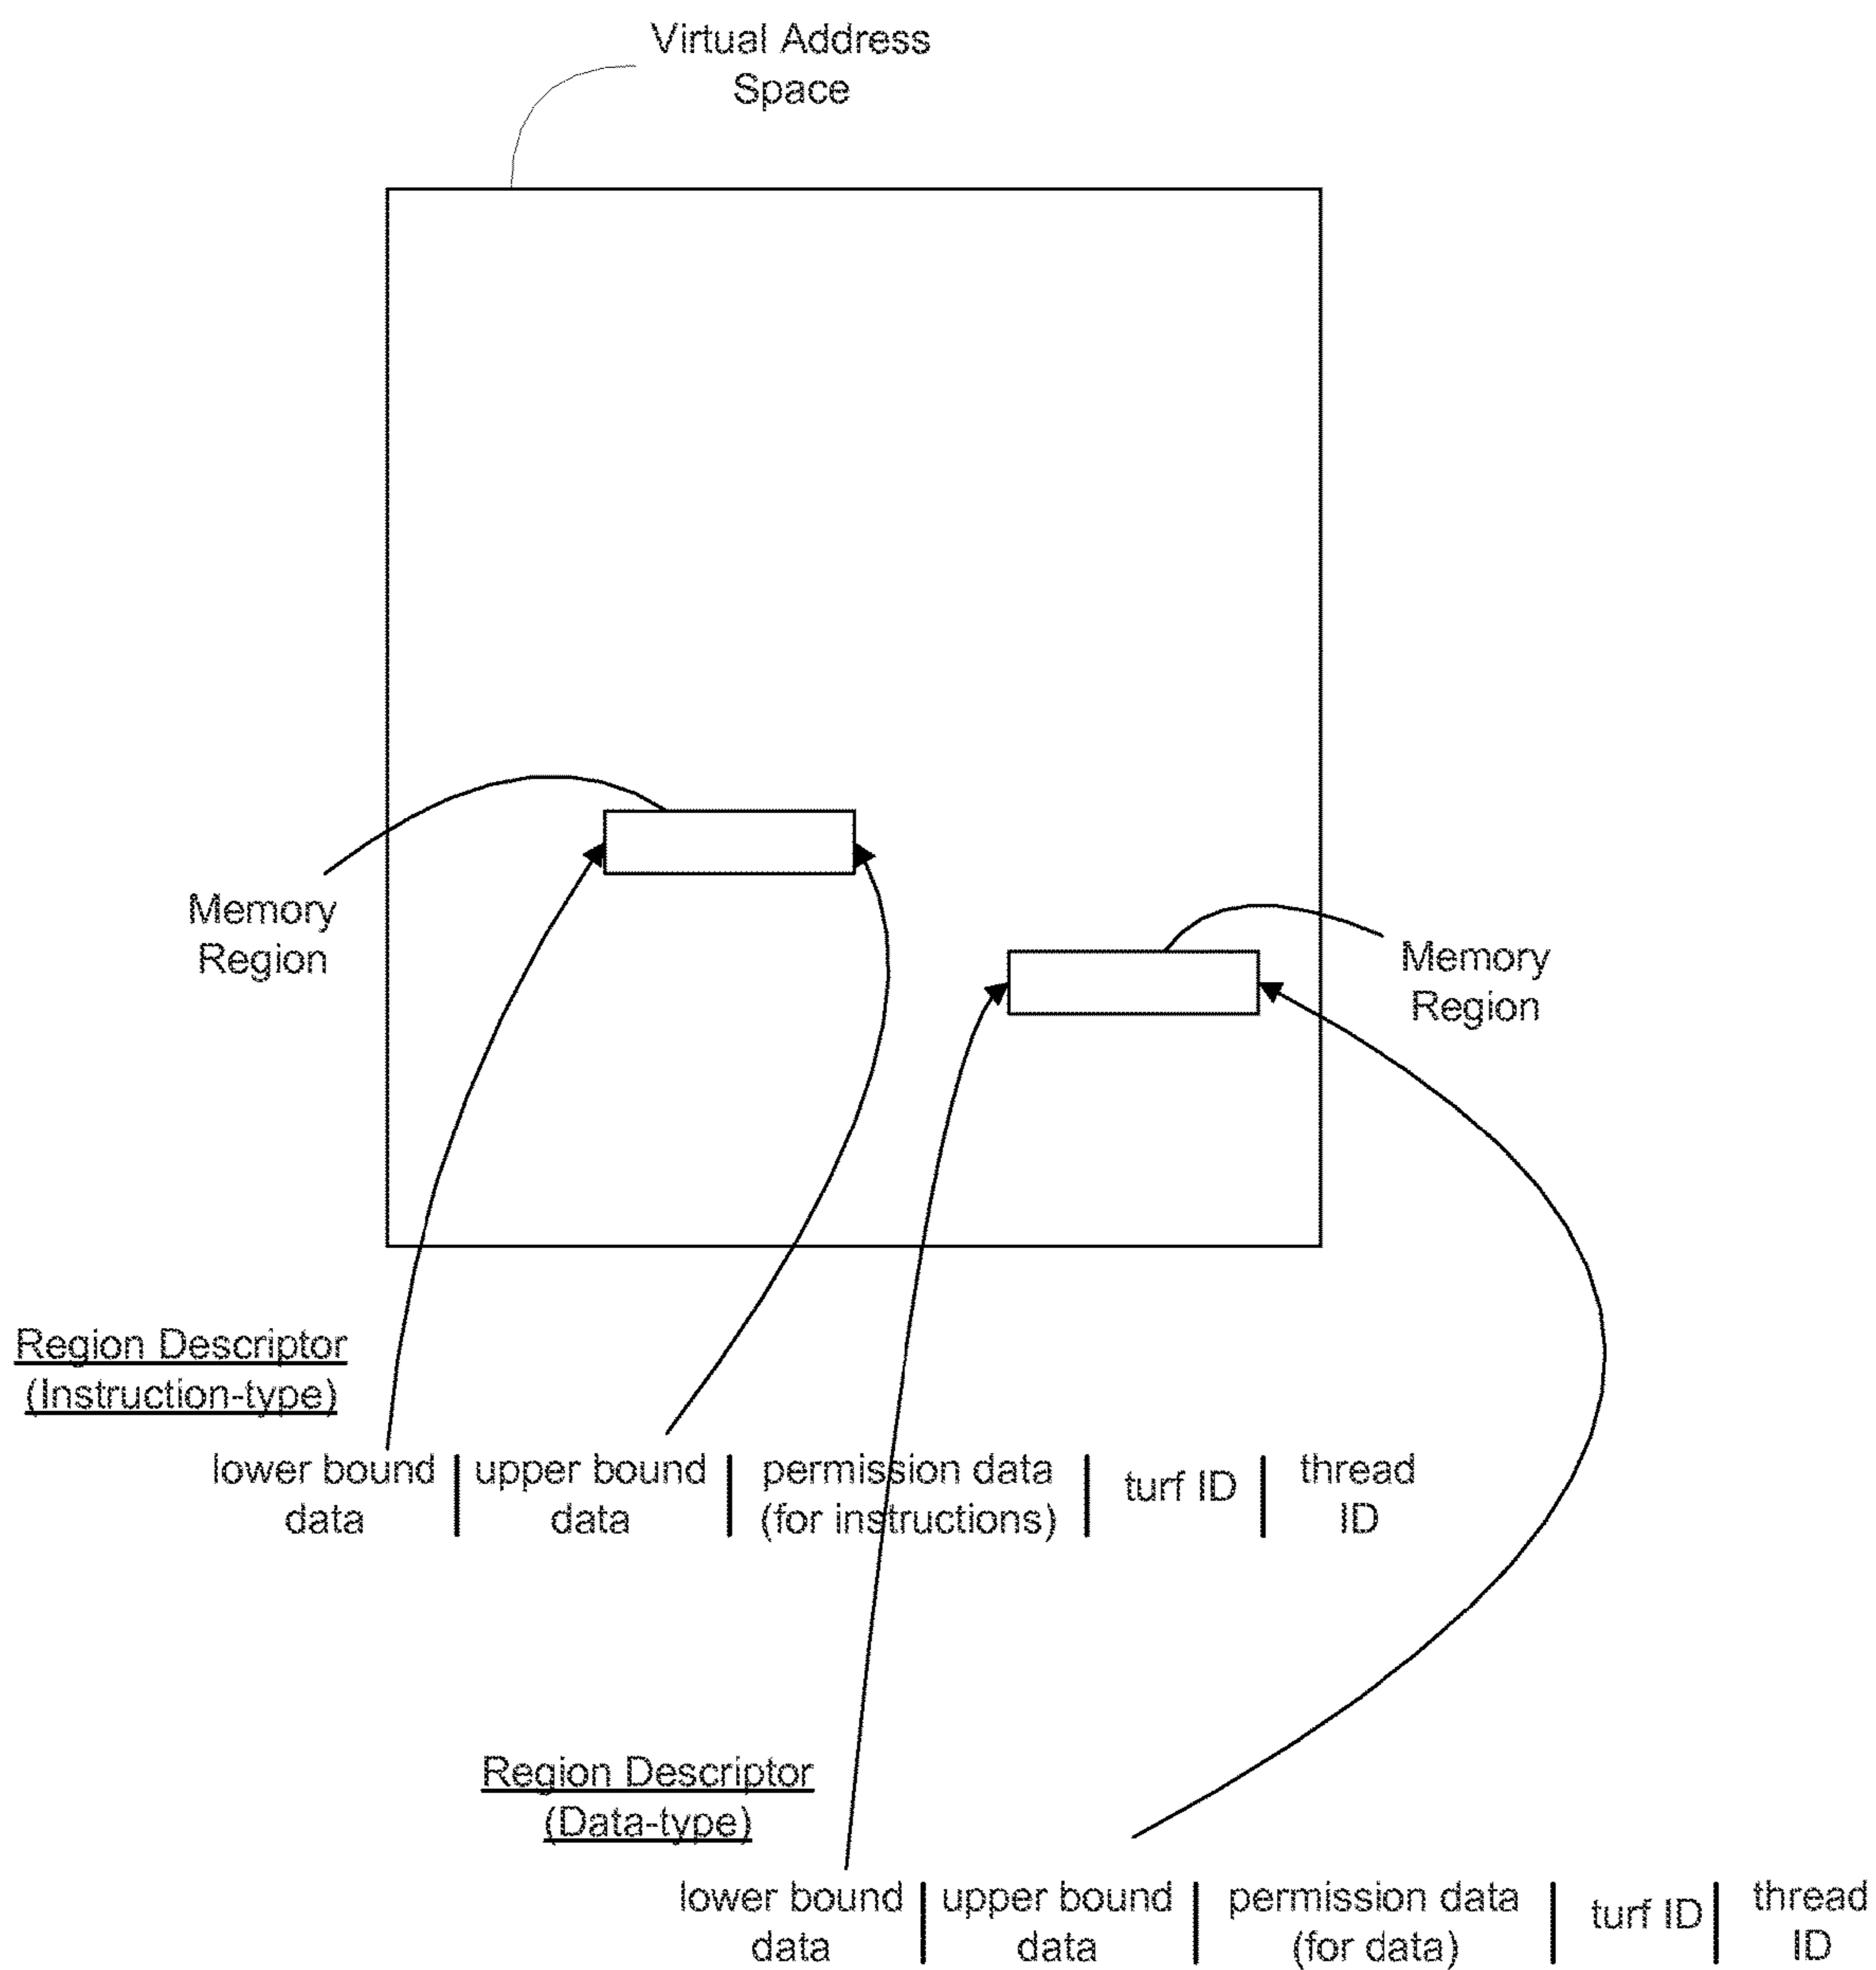 Virtual Address
Space
Memory
Region
Memory
Region
Region Descriptor
(Instruction-type)
lower bound data | upper bound data | permission data (for instructions) | turf ID | thread ID
Region Descriptor
(Data-type)
lower bound data | upper bound data | permission data (for data) | turf ID | thread ID